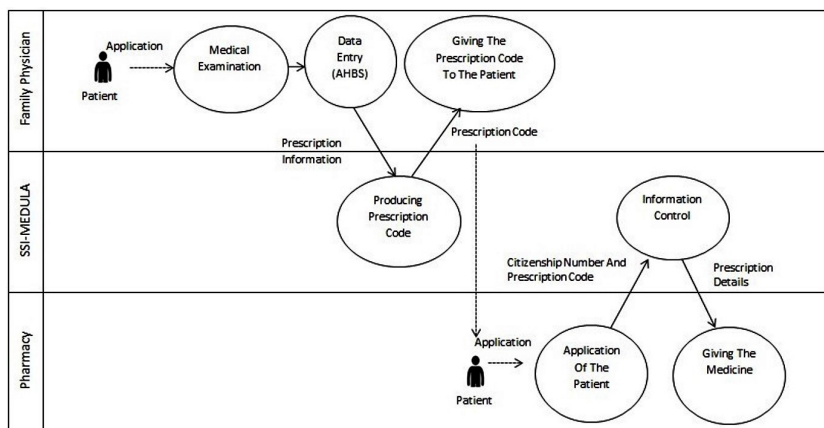 Family Physician
Application
Patient
Medical
Examination
Data
Entry
(AHBS)
Giving The
Prescription Code
To The Patient
Prescription
Information
Prescription Code
SSI-MEDULA
Producing
Prescription
Code
Information
Control
Citizenship Number And
Prescription Code
Prescription
Details
Pharmacy
Application
Patient
Application
Of The
Patient
Giving The
Medicine